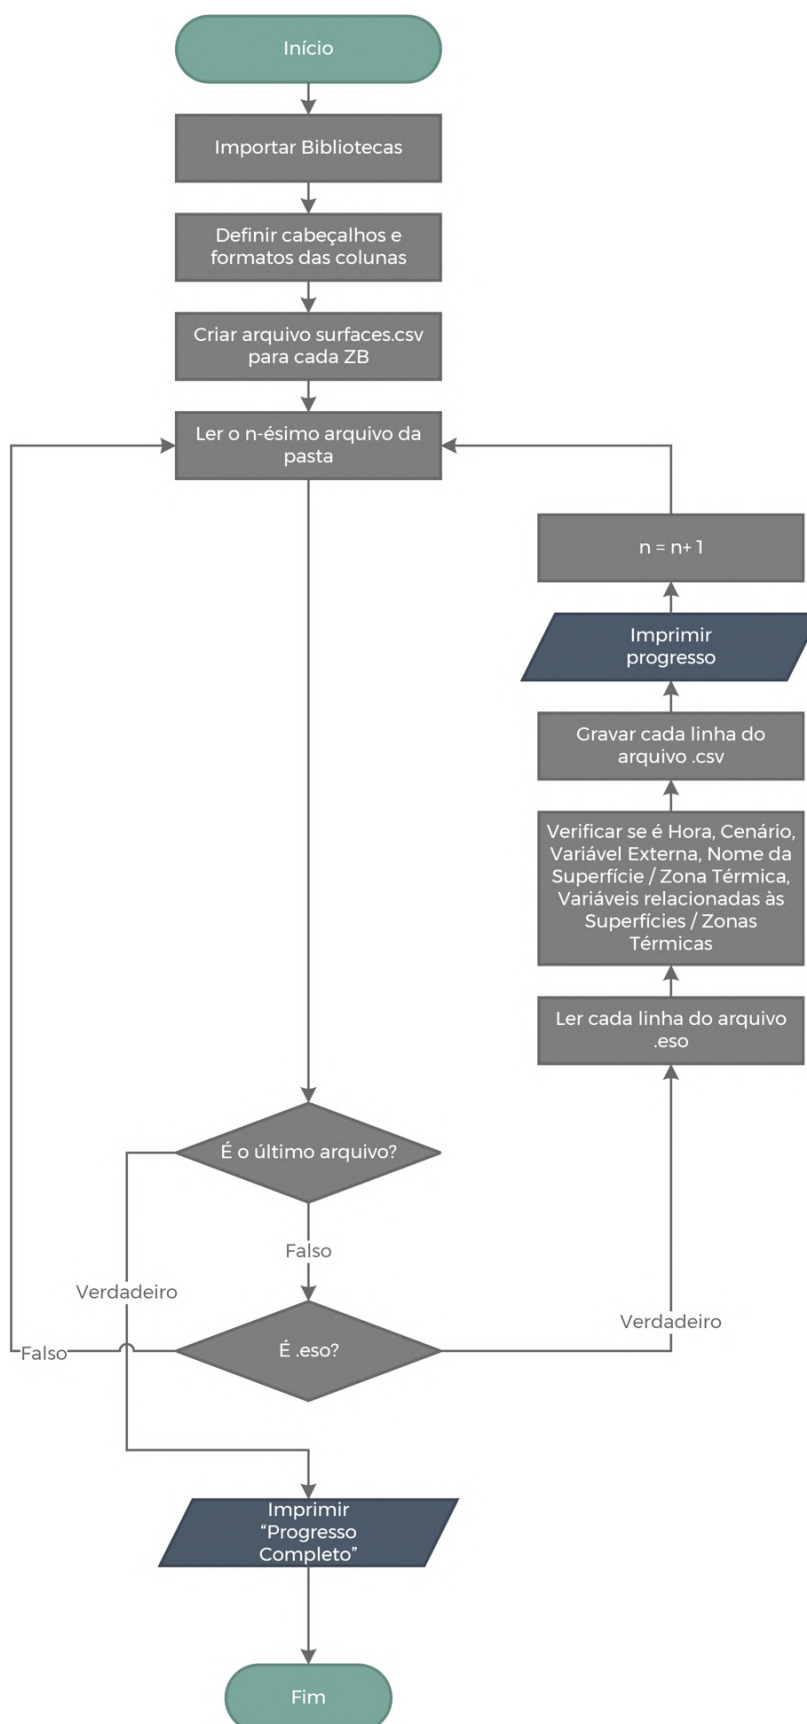 Início
Importar Bibliotecas
Definir cabeçalhos e
formatos das colunas
Criar arquivo surfaces.csv
para cada ZB
Ler o n-ésimo arquivo da
pasta
n = n+ 1
Imprimir
progresso
Gravar cada linha do
arquivo .csv
Verificar se é Hora, Cenário,
Variável Externa, Nome da
Superfície / Zona Térmica,
Variáveis relacionadas às
Superfícies / Zonas
Térmicas
Ler cada linha do arquivo
.eso
É o último arquivo?
Falso
Verdadeiro
É .eso?
Verdadeiro
Falso
Imprimir
“Progresso
Completo”
Fim